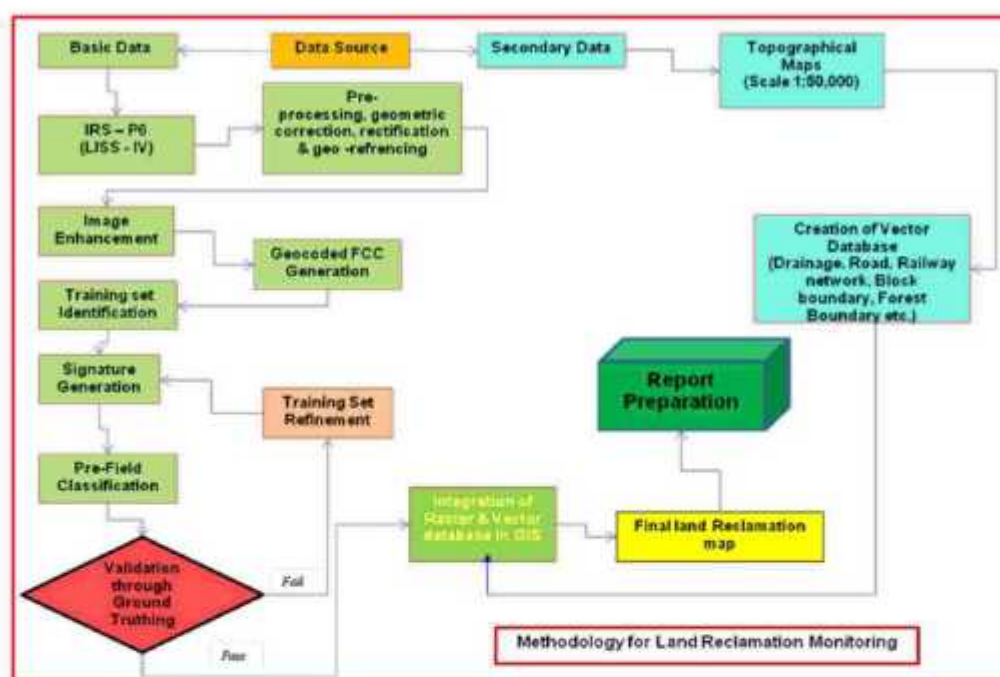 Basic Data
Data Source
Secondary Data
Topographical
Maps
(Scale 1:50,000)
IRS – P6
(LISS - IV)
Pre-
processing, geometric
correction, rectification
& geo -refrencing
Image
Enhancement
Geocoded FCC
Generation
Creation of Vector
Database
(Drainage, Road, Railway
network, Block
boundary, Forest
Boundary etc.)
Training set
Identification
Signature
Generation
Training Set
Refinement
Report
Preparation
Pre-Field
Classification
Integration of
Raster & Vector
database in GIS
Final land Reclamation
map
Validation
through
Ground
Truthing
Fail
Pass
Methodology for Land Reclamation Monitoring